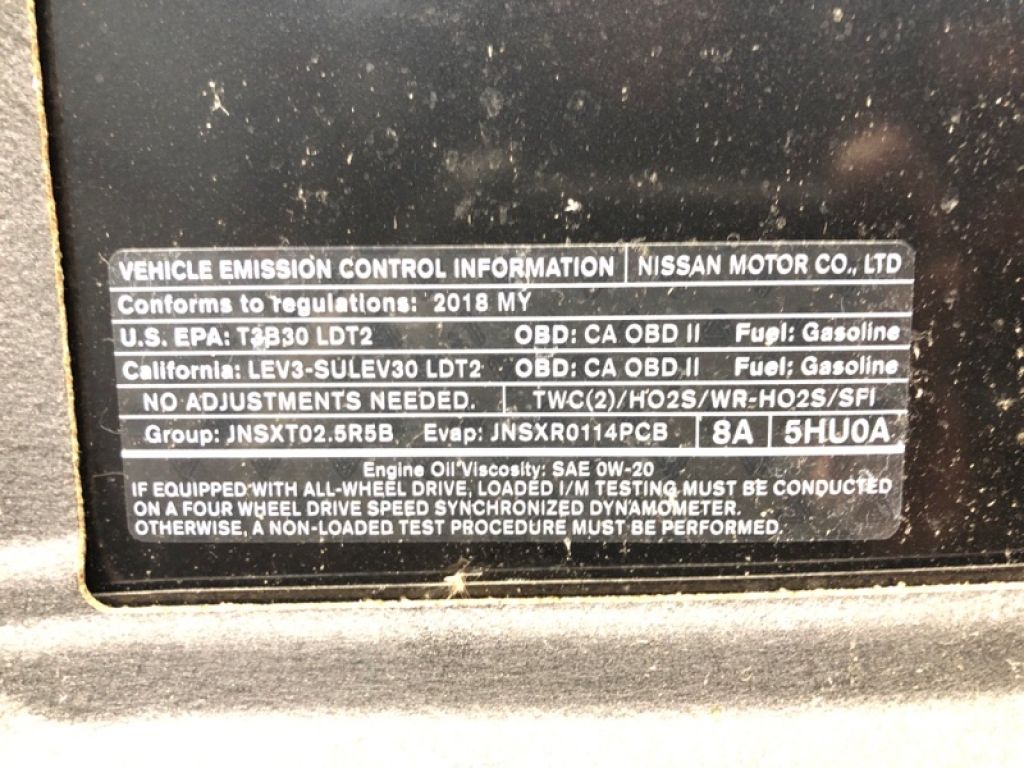 VEHICLE EMISSION CONTROL INFORMATION NISSAN MOTOR CO., LTD
Conforms to regulations: 2018 MY
U.S. EPA: T3B30 LDT2 OBD: CA OBD II Fuel: Gasoline
California: LEV3-SULEV30 LDT2 OBD: CA OBD II Fuel: Gasoline
NO ADJUSTMENTS NEEDED. TWC(2)/HO2S/WR-HO2S/SFI
Group: JNSXT02.5R5B Evap: JNSXR0114PCB 8A 5HU0A
Engine Oil Viscosity: SAE 0W-20
IF EQUIPPED WITH ALL-WHEEL DRIVE, LOADED I/M TESTING MUST BE CONDUCTED
ON A FOUR WHEEL DRIVE SPEED SYNCHRONIZED DYNAMOMETER.
OTHERWISE, A NON-LOADED TEST PROCEDURE MUST BE PERFORMED.